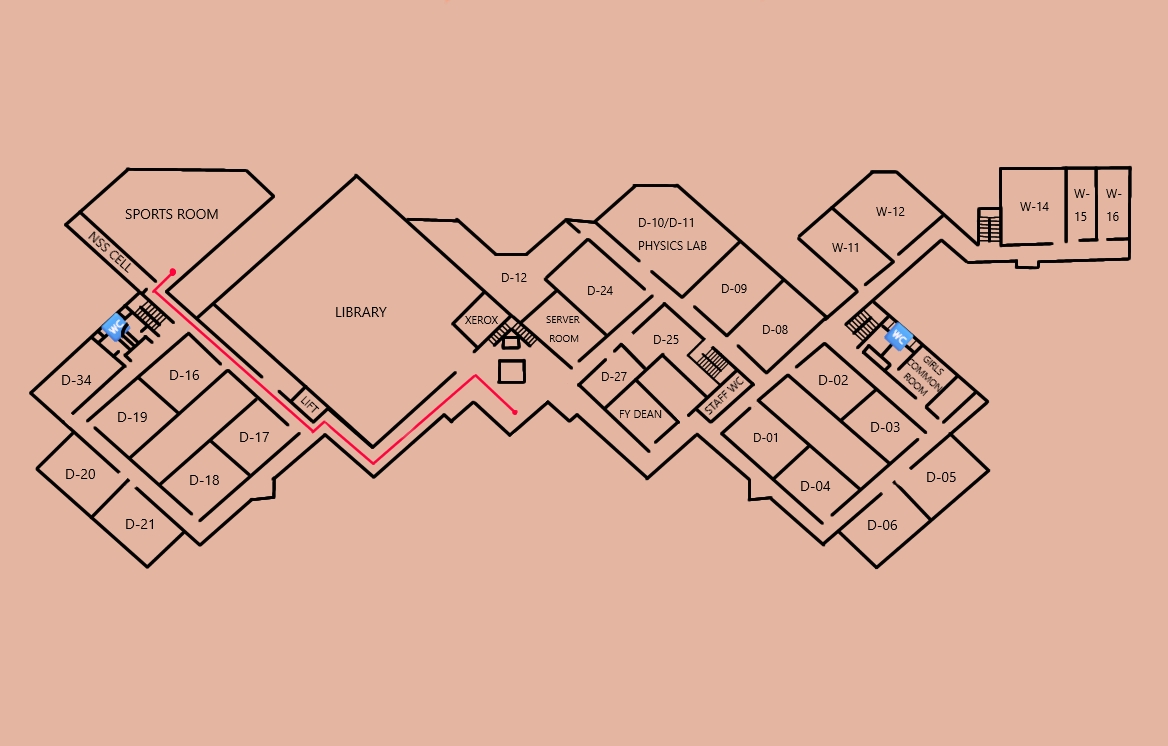 SPORTS ROOM
NSS CELL
WC
D-34
D-16
D-19
D-17
D-20
D-18
D-21
LIFT
LIBRARY
XEROX
D-12
SERVER
ROOM
D-24
D-10/D-11
PHYSICS LAB
D-09
D-08
D-25
D-27
FY DEAN
STAFF WC
D-01
D-02
D-03
D-04
D-05
D-06
W-11
W-12
WC
GIRLS
COMMON
ROOM
W-14
W-
15
W-
16